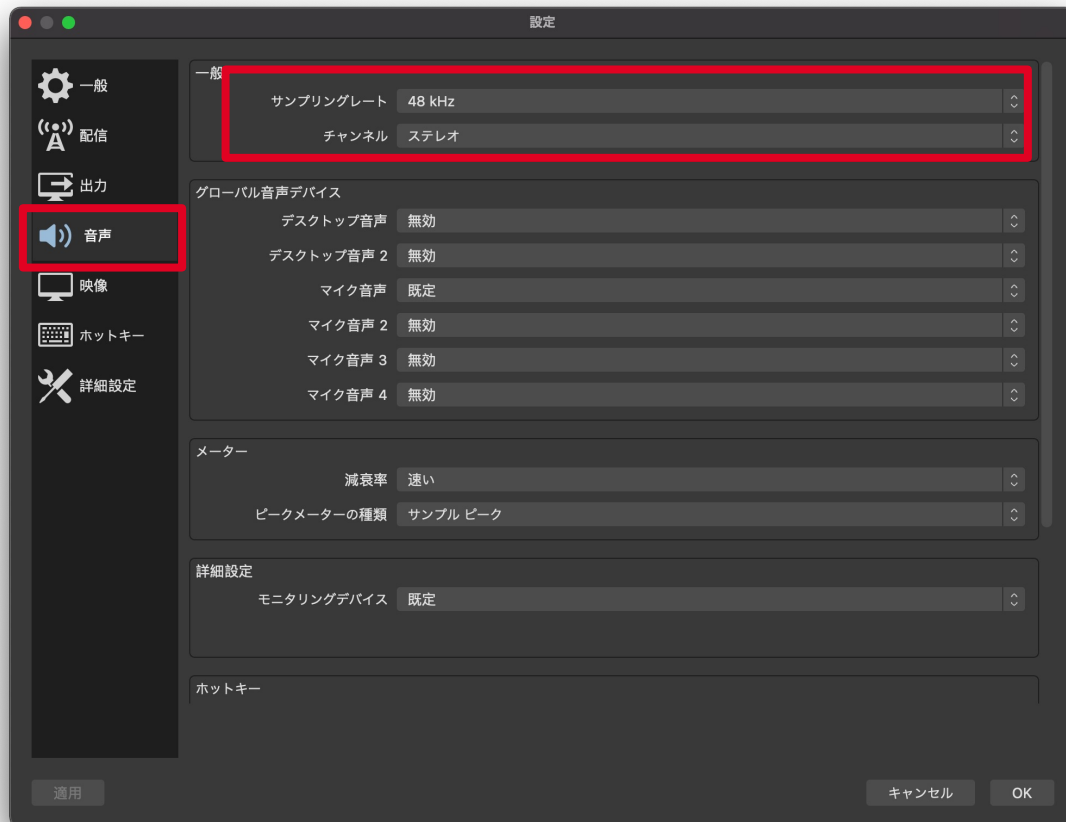 設定
一般
配信
出力
音声
映像
ホットキー
詳細設定
一般
サンプリングレート 48 kHz
チャンネル ステレオ
グローバル音声デバイス
デスクトップ音声 無効
デスクトップ音声 2 無効
マイク音声 既定
マイク音声 2 無効
マイク音声 3 無効
マイク音声 4 無効
メーター
減衰率 速い
ピークメーターの種類 サンプル ピーク
詳細設定
モニタリングデバイス 既定
ホットキー
適用 キャンセル OK